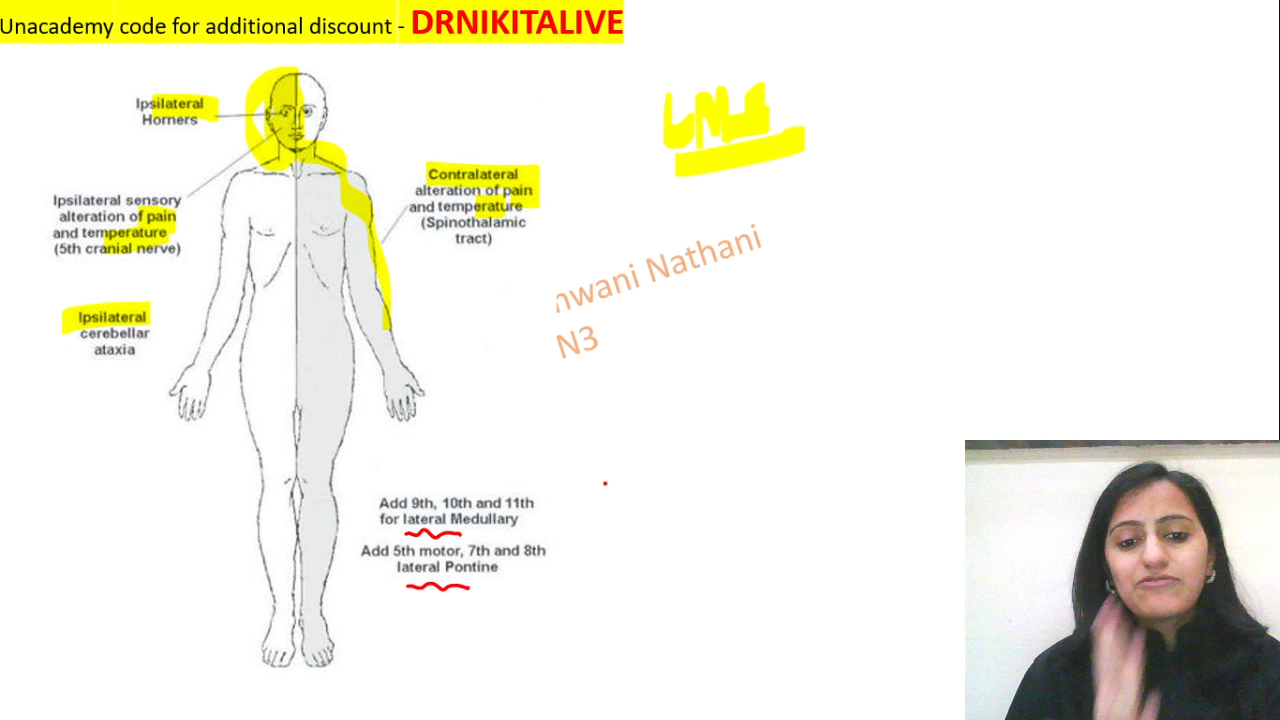 Unacademy code for additional discount - DRNIKITALIVE
Ipsilateral
Horners
LMS
Contralateral
alteration of pain
and temperature
(Spinothalamic
tract)
Ipsilateral sensory
alteration of pain
and temperature
(5th cranial nerve)
nwani Nathani
N3
Ipsilateral
cerebellar
ataxia
Add 9th, 10th and 11th
for lateral Medullary
Add 5th motor, 7th and 8th
lateral Pontine